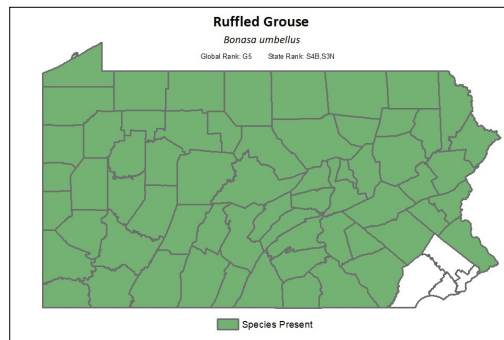 Ruffled Grouse
Bonasa umbellus
Global Rank: G5 State Rank: S4B,S3N
Species Present